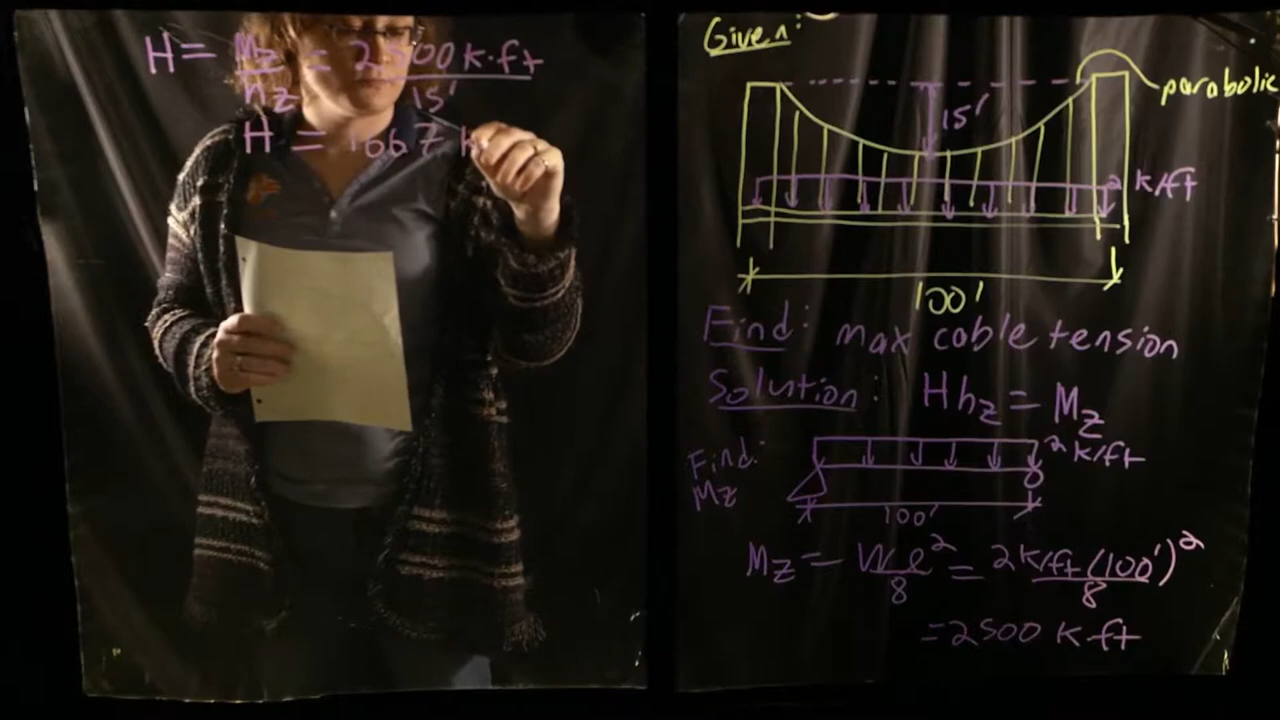 H = Mz = 2500 k·ft
hz 15'
H = 166.7 k
Given:
parabolic
15'
2 k/ft
100'
Find: max cable tension
Solution: H hz = Mz
Find:
Mz
2 k/ft
100'
Mz = Wl² = 2k/ft (100')²
8 8
= 2500 k ft